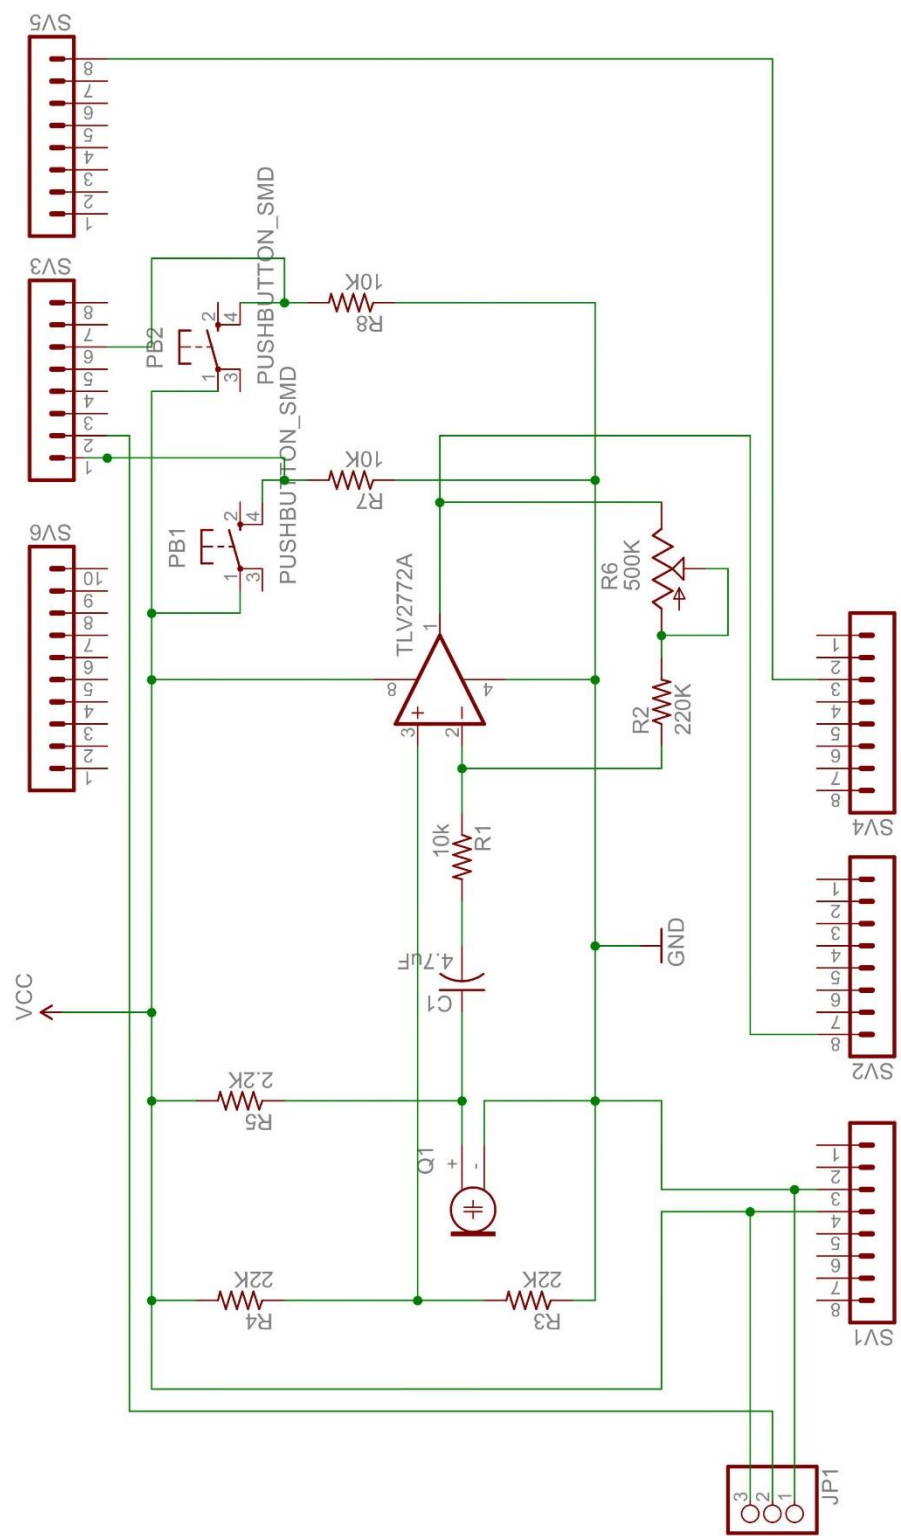 SV5
8
7
6
5
4
3
2
1
SV3
8
7
6
5
4
3
2
1
SV6
10
9
8
7
6
5
4
3
2
1
PB2
2
4
1
3
PUSHBUTTON_SMD
10K
R8
PB1
2
4
1
3
PUSHBUTTON_SMD
10K
R7
TLV2772A
1
8
4
+
-
3
2
R6
500K
R2
220K
10k
R1
4.7uF
C1
VCC
GND
2.2K
R5
Q1
+
-
22K
R4
22K
R3
1
2
3
4
5
6
7
8
SV4
1
2
3
4
5
6
7
8
SV2
1
2
3
4
5
6
7
8
SV1
3
2
1
JP1